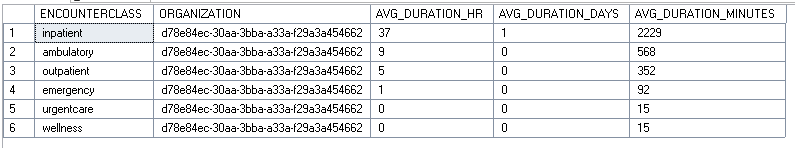 ENCOUNTERCLASS ORGANIZATION AVG_DURATION_HR AVG_DURATION_DAYS AVG_DURATION_MINUTES
1 inpatient d78e84ec-30aa-3bba-a33a-f29a3a454662 37 1 2229
2 ambulatory d78e84ec-30aa-3bba-a33a-f29a3a454662 9 0 568
3 outpatient d78e84ec-30aa-3bba-a33a-f29a3a454662 5 0 352
4 emergency d78e84ec-30aa-3bba-a33a-f29a3a454662 1 0 92
5 urgentcare d78e84ec-30aa-3bba-a33a-f29a3a454662 0 0 15
6 wellness d78e84ec-30aa-3bba-a33a-f29a3a454662 0 0 15